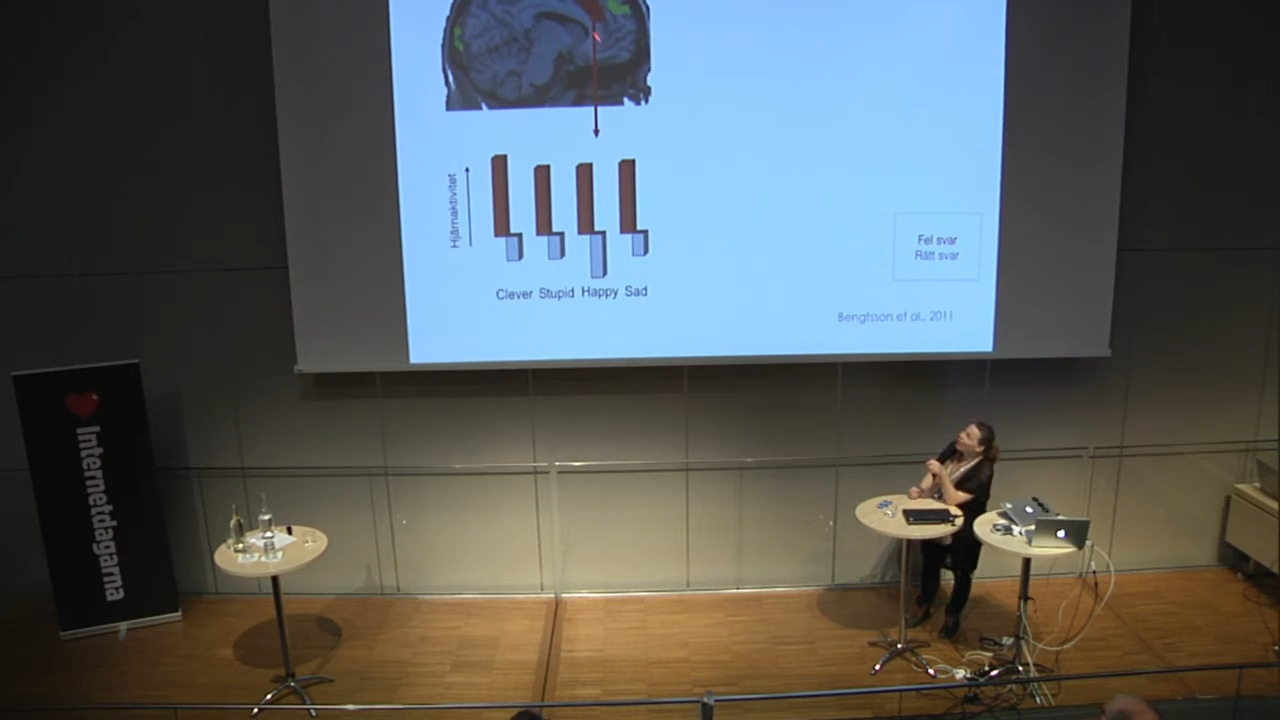 Hjärnaktivitet
Clever Stupid Happy Sad
Fel svar
Rätt svar
Bengtsson et al., 2011
Internetdagarna